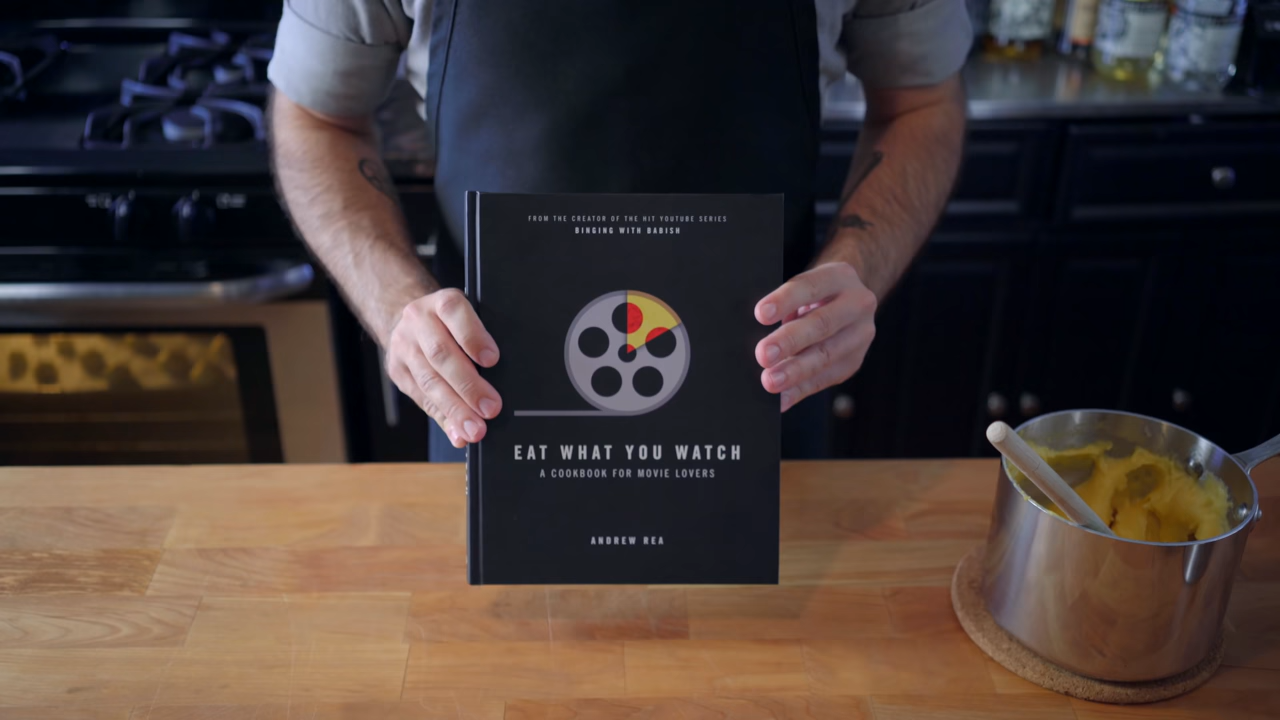 FROM THE CREATOR OF THE HIT YOUTUBE SERIES
BINGING WITH BABISH
EAT WHAT YOU WATCH
A COOKBOOK FOR MOVIE LOVERS
ANDREW REA